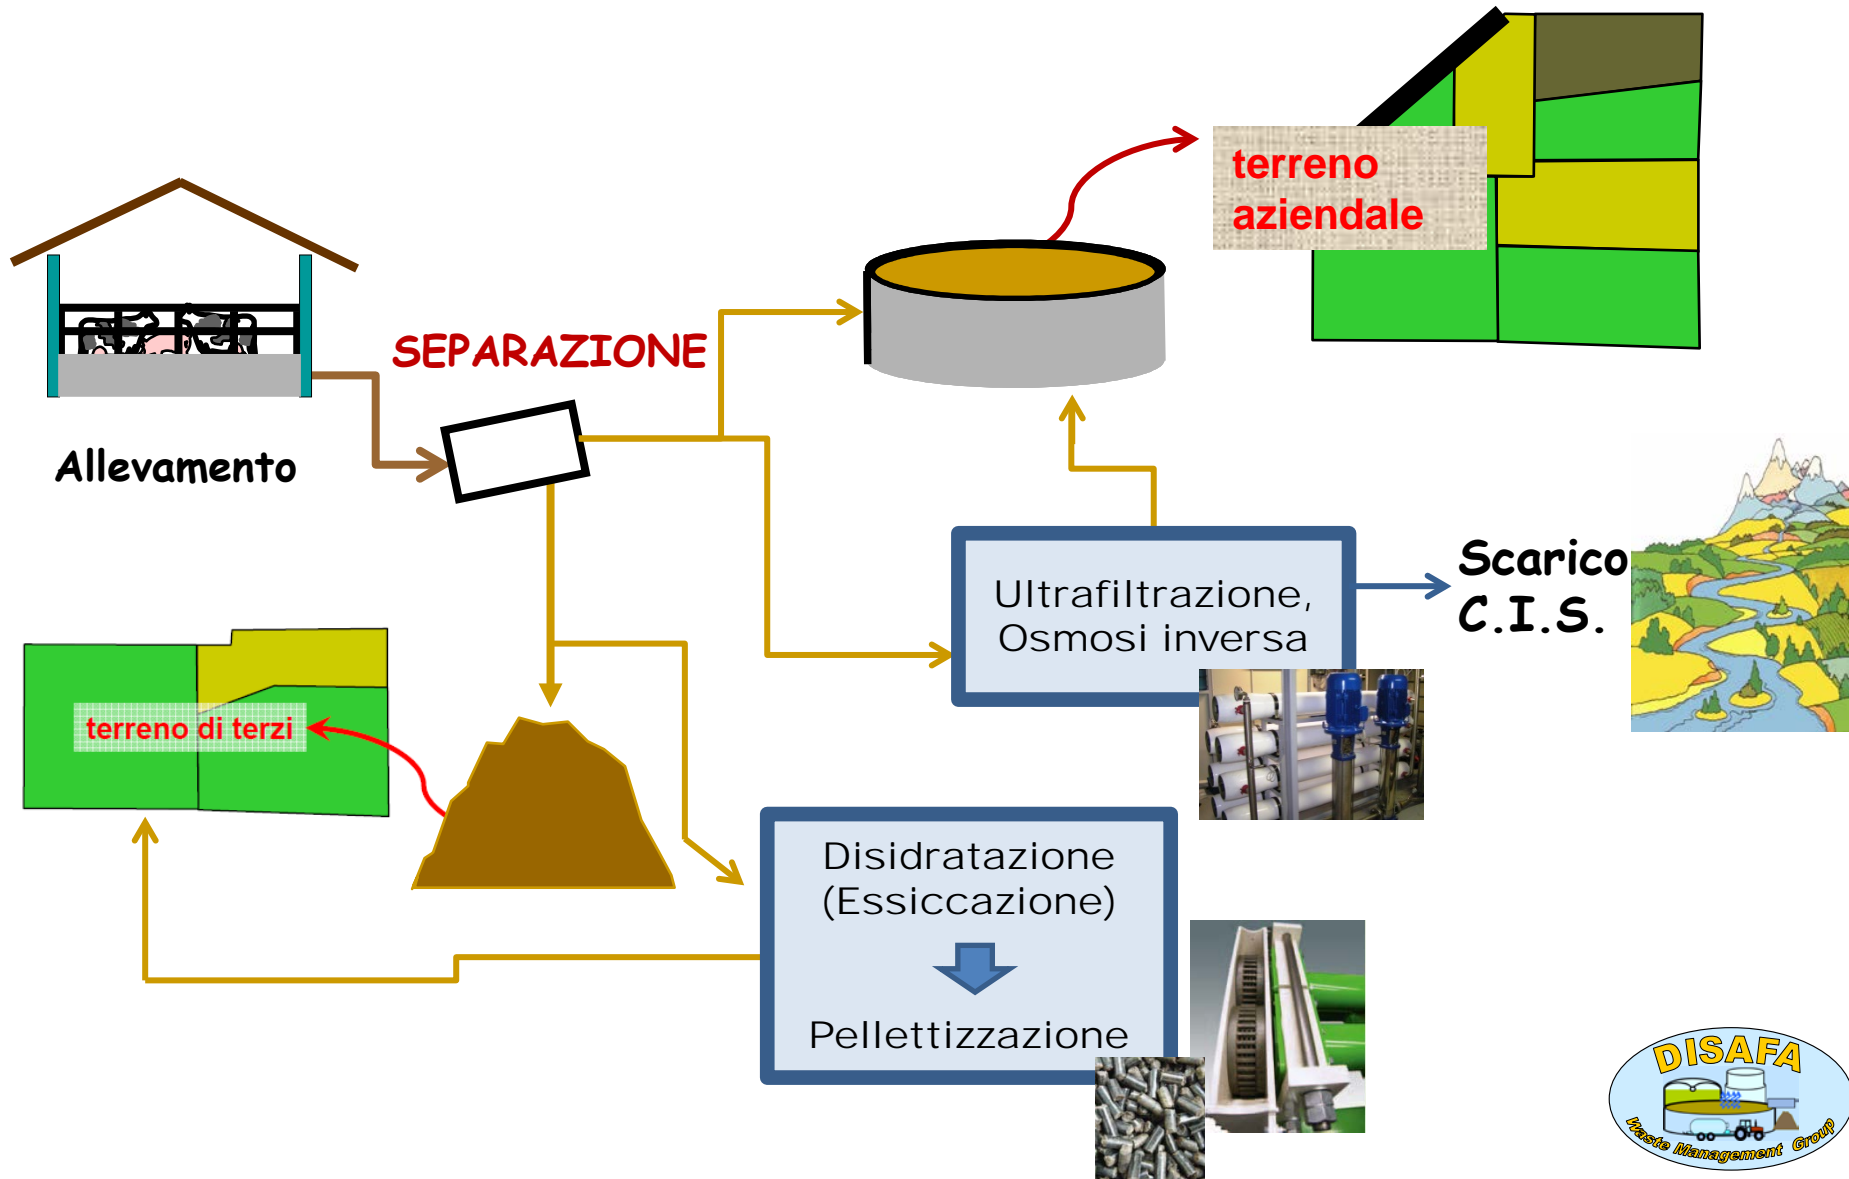 terreno
aziendale
SEPARAZIONE
Allevamento
Ultrafiltrazione,
Osmosi inversa
Scarico
C.I.S.
terreno di terzi
Disidratazione
(Essiccazione)
Pellettizzazione
DISAFA
Waste Management Group